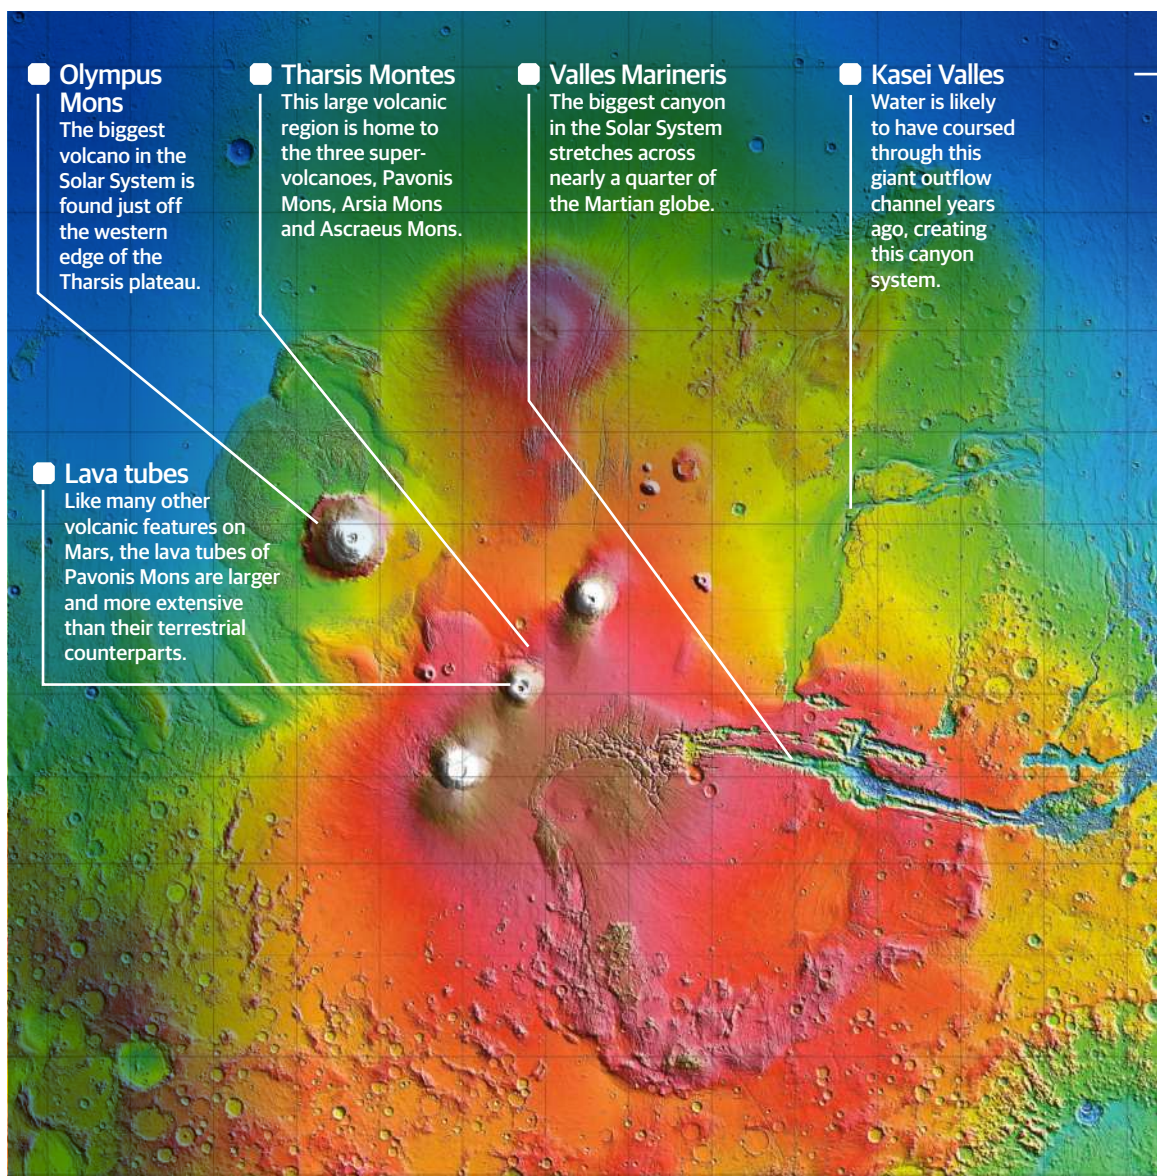 Olympus
Mons
The biggest
volcano in the
Solar System is
found just off
the western
edge of the
Tharsis plateau.
Tharsis Montes
This large volcanic
region is home to
the three super-
volcanoes, Pavonis
Mons, Arsia Mons
and Ascraeus Mons.
Valles Marineris
The biggest canyon
in the Solar System
stretches across
nearly a quarter of
the Martian globe.
Kasei Valles
Water is likely
to have coursed
through this
giant outflow
channel years
ago, creating
this canyon
system.
Lava tubes
Like many other
volcanic features on
Mars, the lava tubes of
Pavonis Mons are larger
and more extensive
than their terrestrial
counterparts.